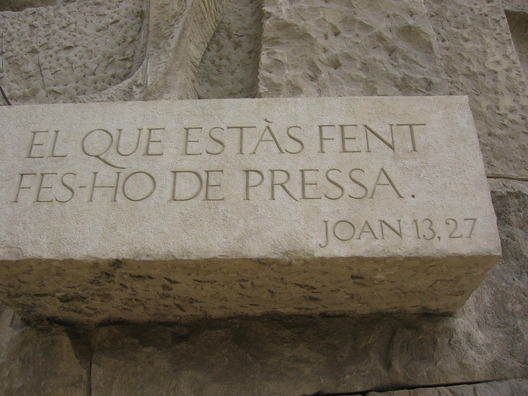 EL QUE ESTÀS FENT
FES-HO DE PRESSA.
JOAN 13,27